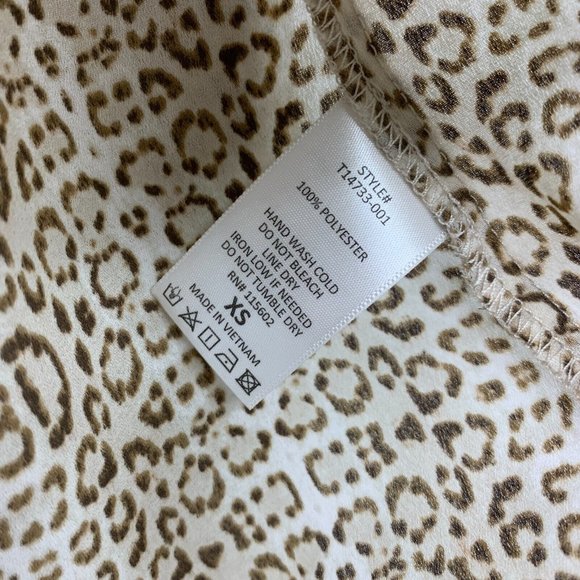 STYLE#
T14733-001
100% POLYESTER
HAND WASH COLD
DO NOT BLEACH
LINE DRY
IRON LOW IF NEEDED
DO NOT TUMBLE DRY
RN# 115602
XS
MADE IN VIETNAM